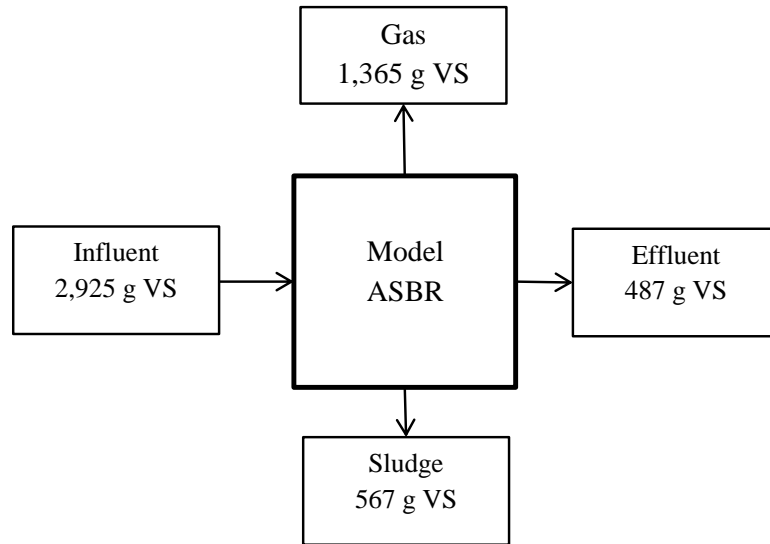 Gas
1,365 g VS
Influent
2,925 g VS
Model
ASBR
Effluent
487 g VS
Sludge
567 g VS